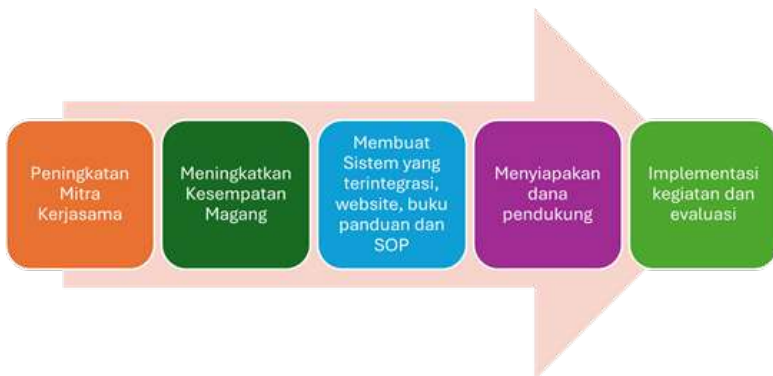 Peningkatan
Mitra
Kerjasama
Meningkatkan
Kesempatan
Magang
Membuat
Sistem yang
terintegrasi,
website, buku
panduan dan
SOP
Menyiapakan
dana
pendukung
Implementasi
kegiatan dan
evaluasi